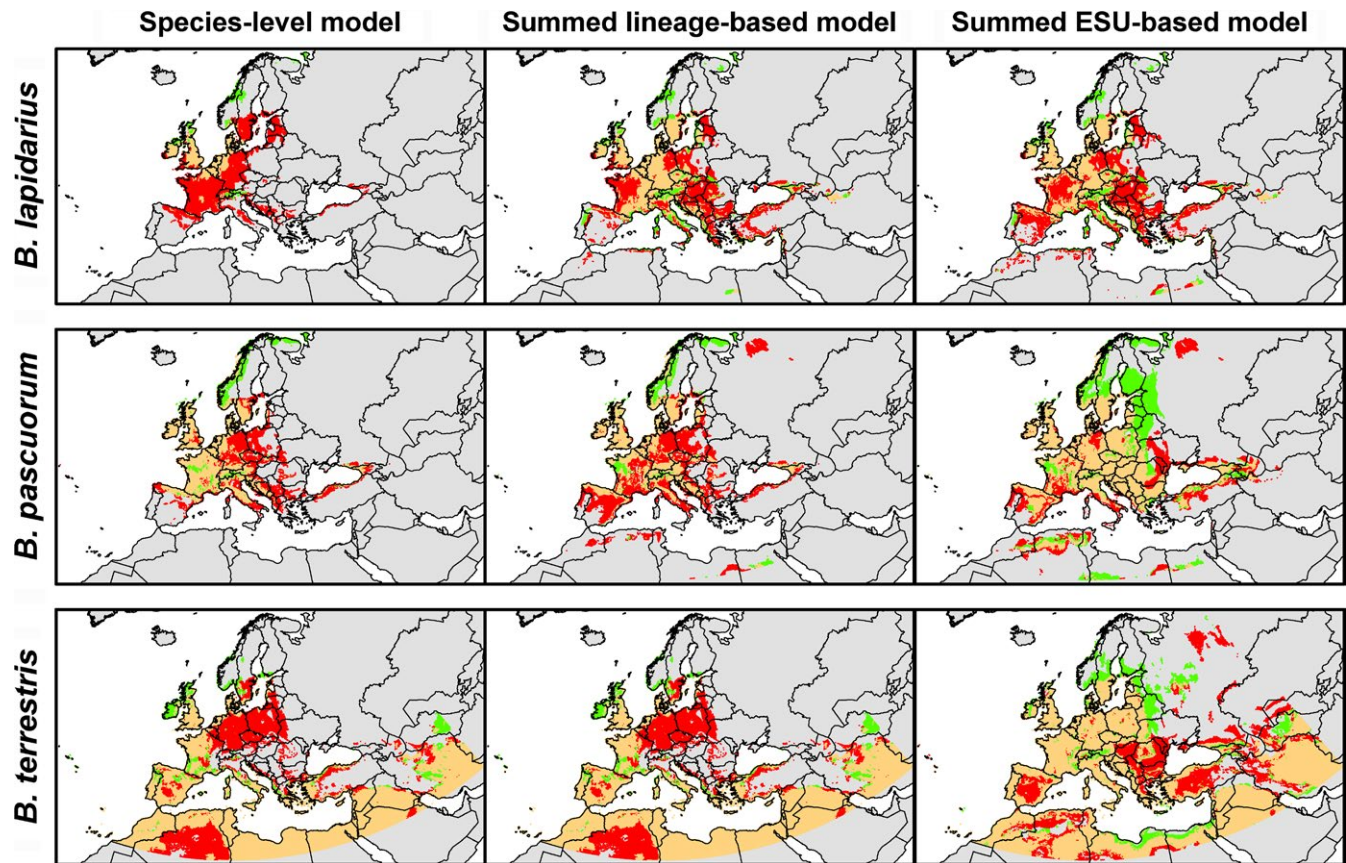 Species-level model
Summed lineage-based model
Summed ESU-based model
B. lapidarius
B. pascuorum
B. terrestris